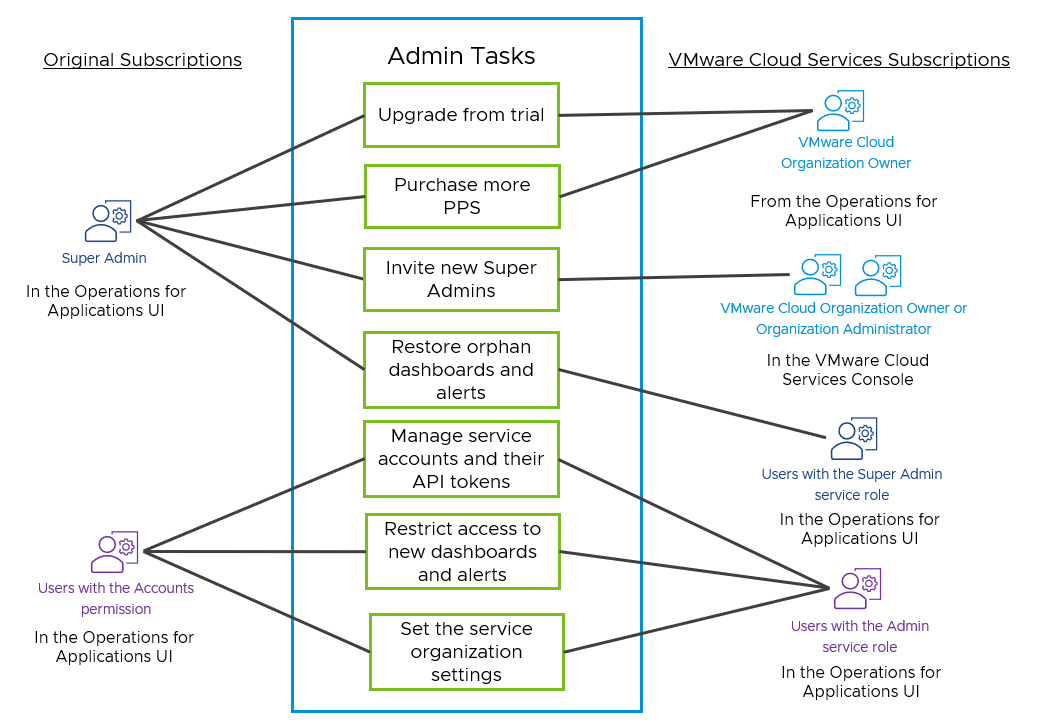 Original Subscriptions
Super Admin
In the Operations for
Applications UI
Users with the Accounts
permission
In the Operations for
Applications UI
Admin Tasks
Upgrade from trial
Purchase more
PPS
Invite new Super
Admins
Restore orphan
dashboards and
alerts
Manage service
accounts and their
API tokens
Restrict access to
new dashboards
and alerts
Set the service
organization
settings
VMware Cloud Services Subscriptions
VMware Cloud
Organization Owner
From the Operations for
Applications UI
VMware Cloud Organization Owner or
Organization Administrator
In the VMware Cloud
Services Console
Users with the Super Admin
service role
In the Operations for
Applications UI
Users with the Admin
service role
In the Operations for
Applications UI